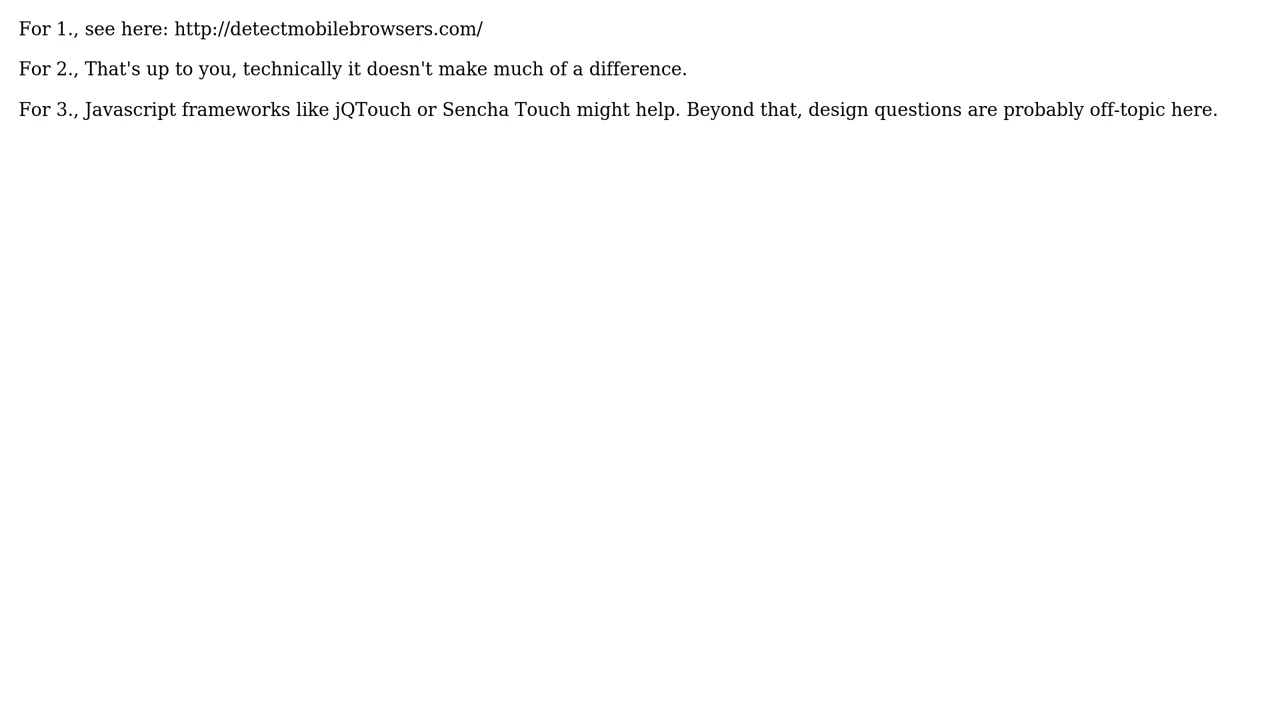 For 1., see here: http://detectmobilebrowsers.com/
For 2., That's up to you, technically it doesn't make much of a difference.
For 3., Javascript frameworks like jQTouch or Sencha Touch might help. Beyond that, design questions are probably off-topic here.